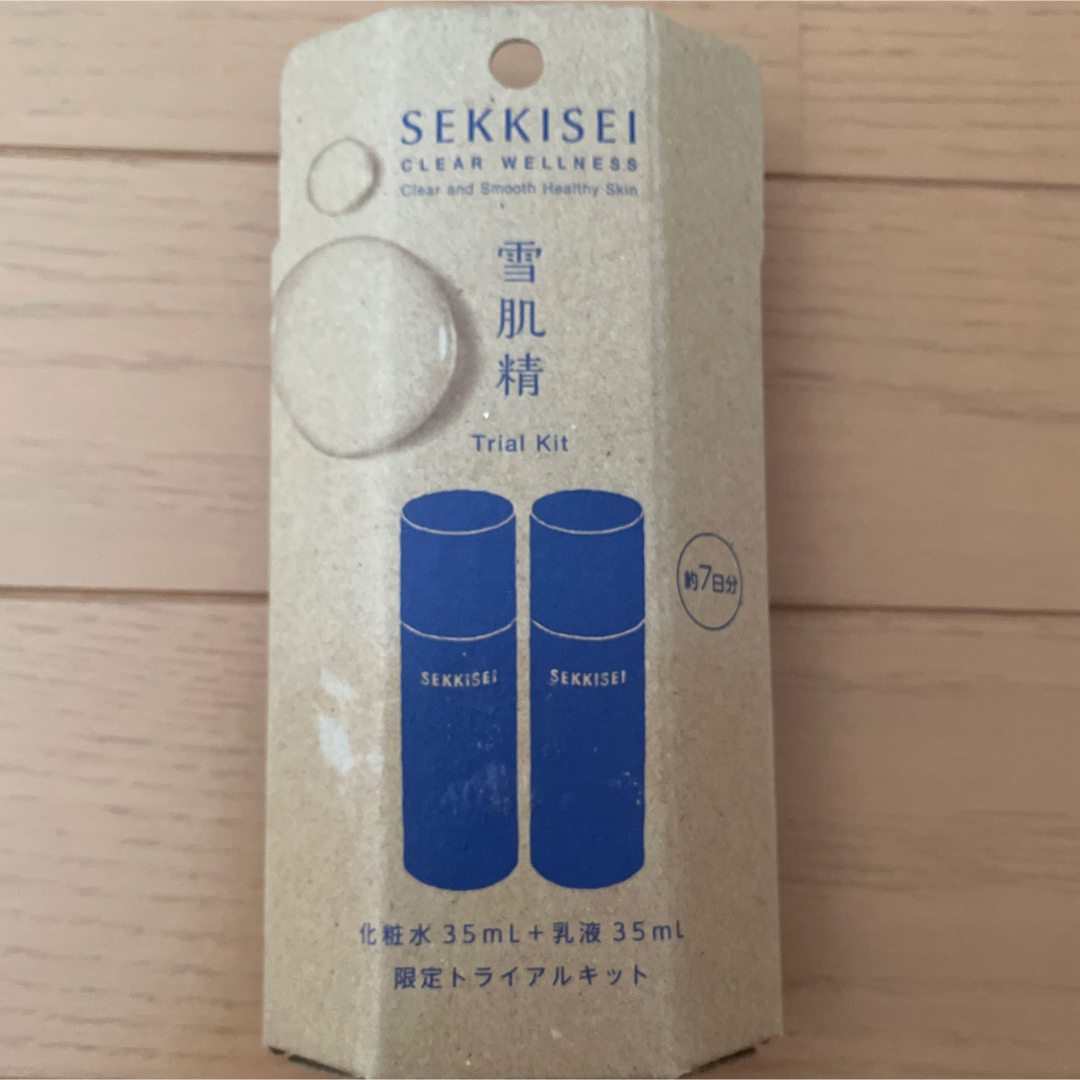 SEKKISEI
CLEAR WELLNESS
Clear and Smooth Healthy Skin
雪肌精
Trial Kit
約7日分
SEKKISEI
SEKKISEI
化粧水 35mL+乳液 35mL
限定トライアルキット